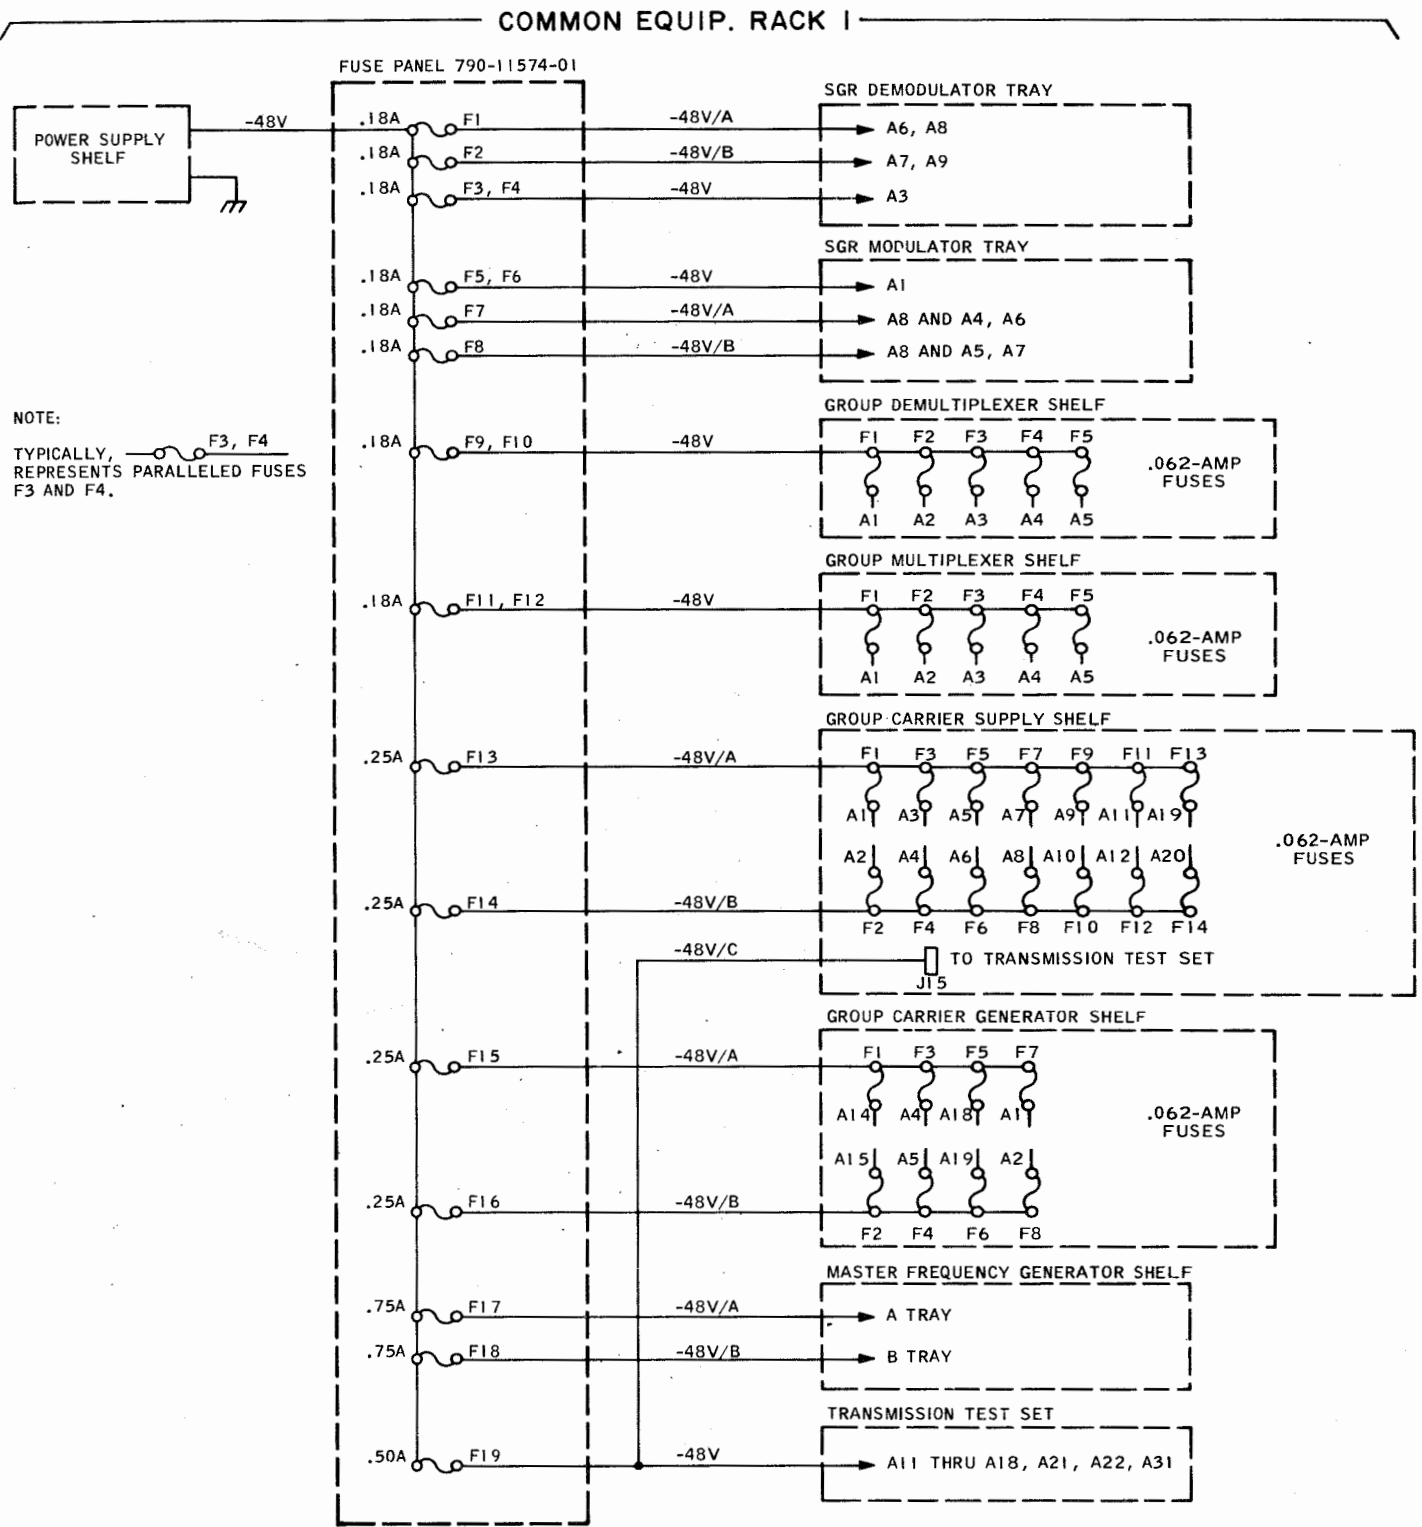 COMMON EQUIP. RACK 1
FUSE PANEL 790-11574-01
POWER SUPPLY
SHELF
-48V
NOTE:
TYPICALLY, F3, F4
REPRESENTS PARALLELED FUSES
F3 AND F4.
SGR DEMODULATOR TRAY
.18A F1 -48V/A A6, A8
.18A F2 -48V/B A7, A9
.18A F3, F4 -48V A3
SGR MODULATOR TRAY
.18A F5, F6 -48V A1
.18A F7 -48V/A A8 AND A4, A6
.18A F8 -48V/B A8 AND A5, A7
GROUP DEMULTIPLEXER SHELF
.18A F9, F10 -48V
F1 F2 F3 F4 F5
.062-AMP
FUSES
A1 A2 A3 A4 A5
GROUP MULTIPLEXER SHELF
.18A F11, F12 -48V
F1 F2 F3 F4 F5
.062-AMP
FUSES
A1 A2 A3 A4 A5
GROUP CARRIER SUPPLY SHELF
.25A F13 -48V/A
F1 F3 F5 F7 F9 F11 F13
A1 A3 A5 A7 A9 A11 A19
.062-AMP
FUSES
A2 A4 A6 A8 A10 A12 A20
.25A F14 -48V/B
F2 F4 F6 F8 F10 F12 F14
-48V/C TO TRANSMISSION TEST SET
J15
GROUP CARRIER GENERATOR SHELF
.25A F15 -48V/A
F1 F3 F5 F7
A14 A4 A18 A1
.062-AMP
FUSES
A15 A5 A19 A2
.25A F16 -48V/B
F2 F4 F6 F8
MASTER FREQUENCY GENERATOR SHELF
.75A F17 -48V/A A TRAY
.75A F18 -48V/B B TRAY
TRANSMISSION TEST SET
.50A F19 -48V A11 THRU A18, A21, A22, A31